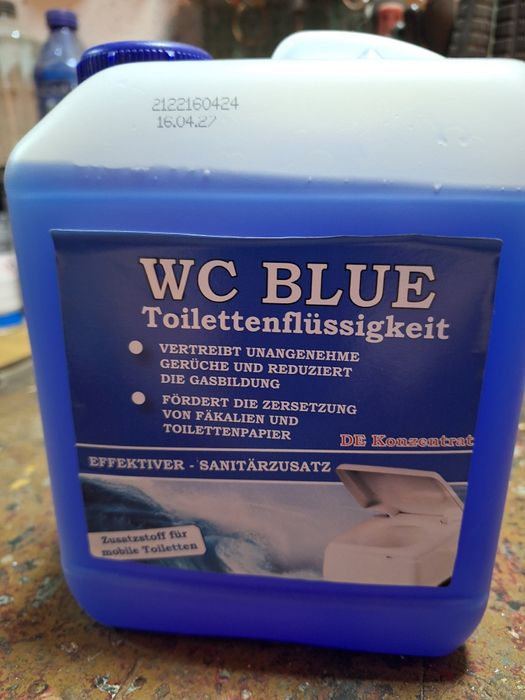 2122160424
16.04.27
WC BLUE
Toilettenflüssigkeit
VERTREIBT UNANGENEHME
GERÜCHE UND REDUZIERT
DIE GASBILDUNG
FÖRDERT DIE ZERSETZUNG
VON FÄKALIEN UND
TOILETTENPAPIER
DE Konzentrat
EFFEKTIVER - SANITÄRZUSATZ
Zusatzstoff für
mobile Toiletten